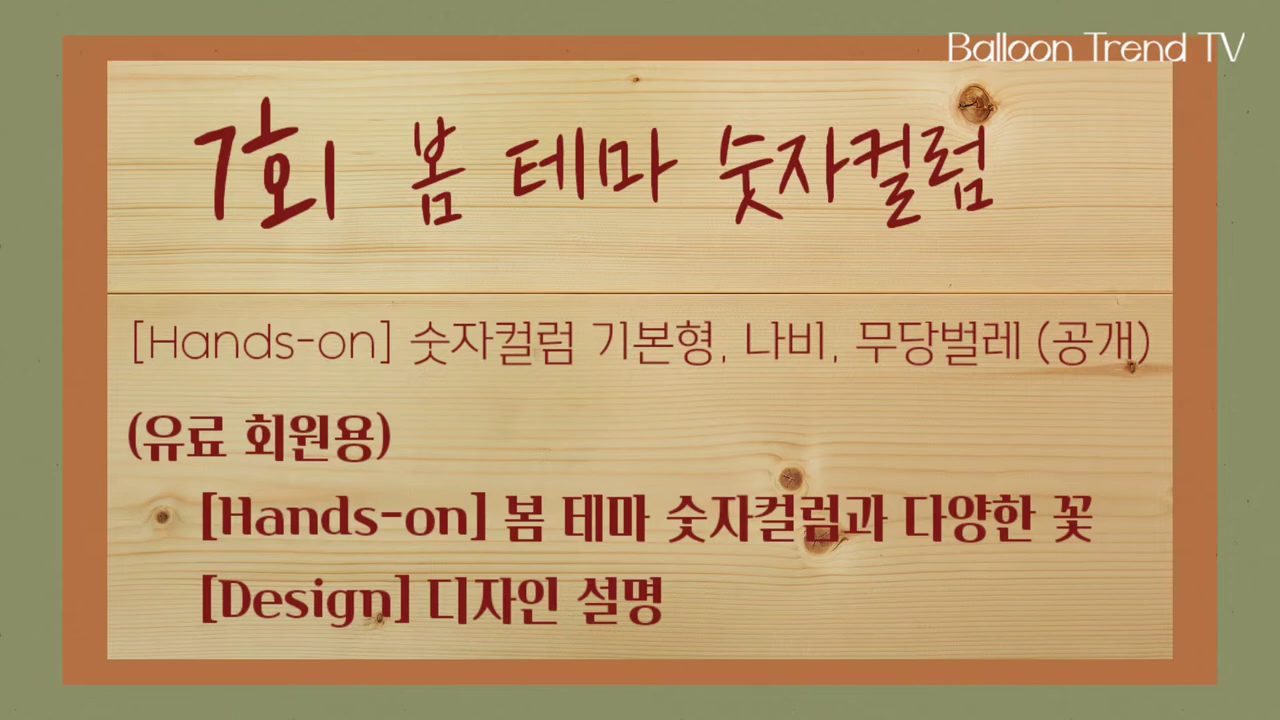 Balloon Trend TV
7회 봄 테마 숫자컬럼
[Hands-on] 숫자컬럼 기본형, 나비, 무당벌레 (공개)
(유료 회원용)
[Hands-on] 봄 테마 숫자컬럼과 다양한 꽃
[Design] 디자인 설명